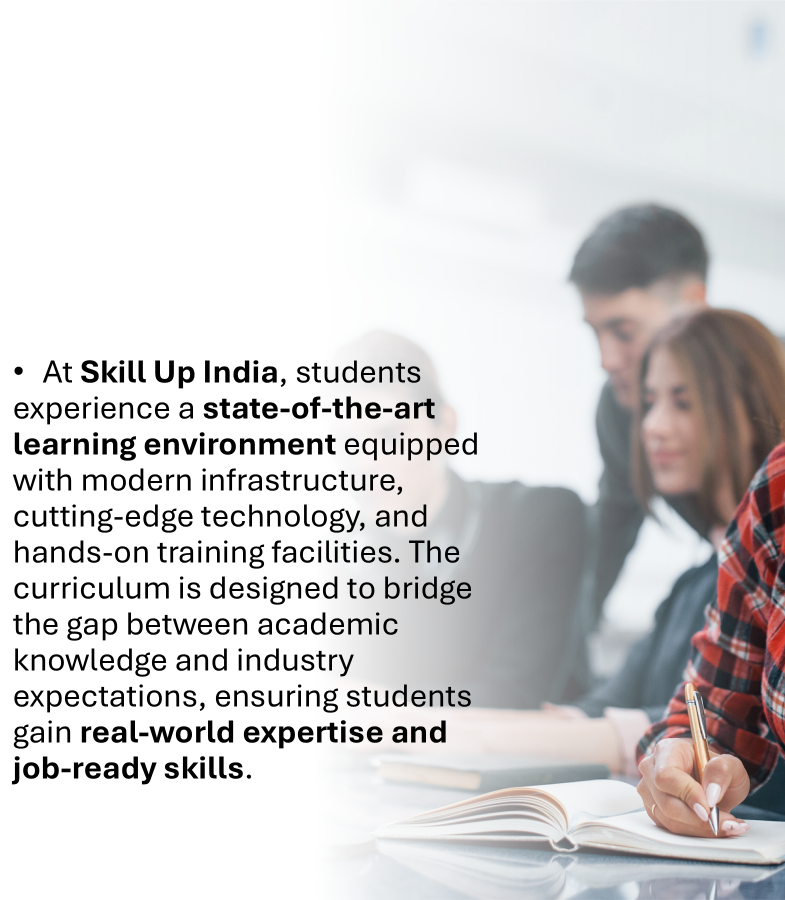 • At Skill Up India, students
experience a state-of-the-art
learning environment equipped
with modern infrastructure,
cutting-edge technology, and
hands-on training facilities. The
curriculum is designed to bridge
the gap between academic
knowledge and industry
expectations, ensuring students
gain real-world expertise and
job-ready skills.